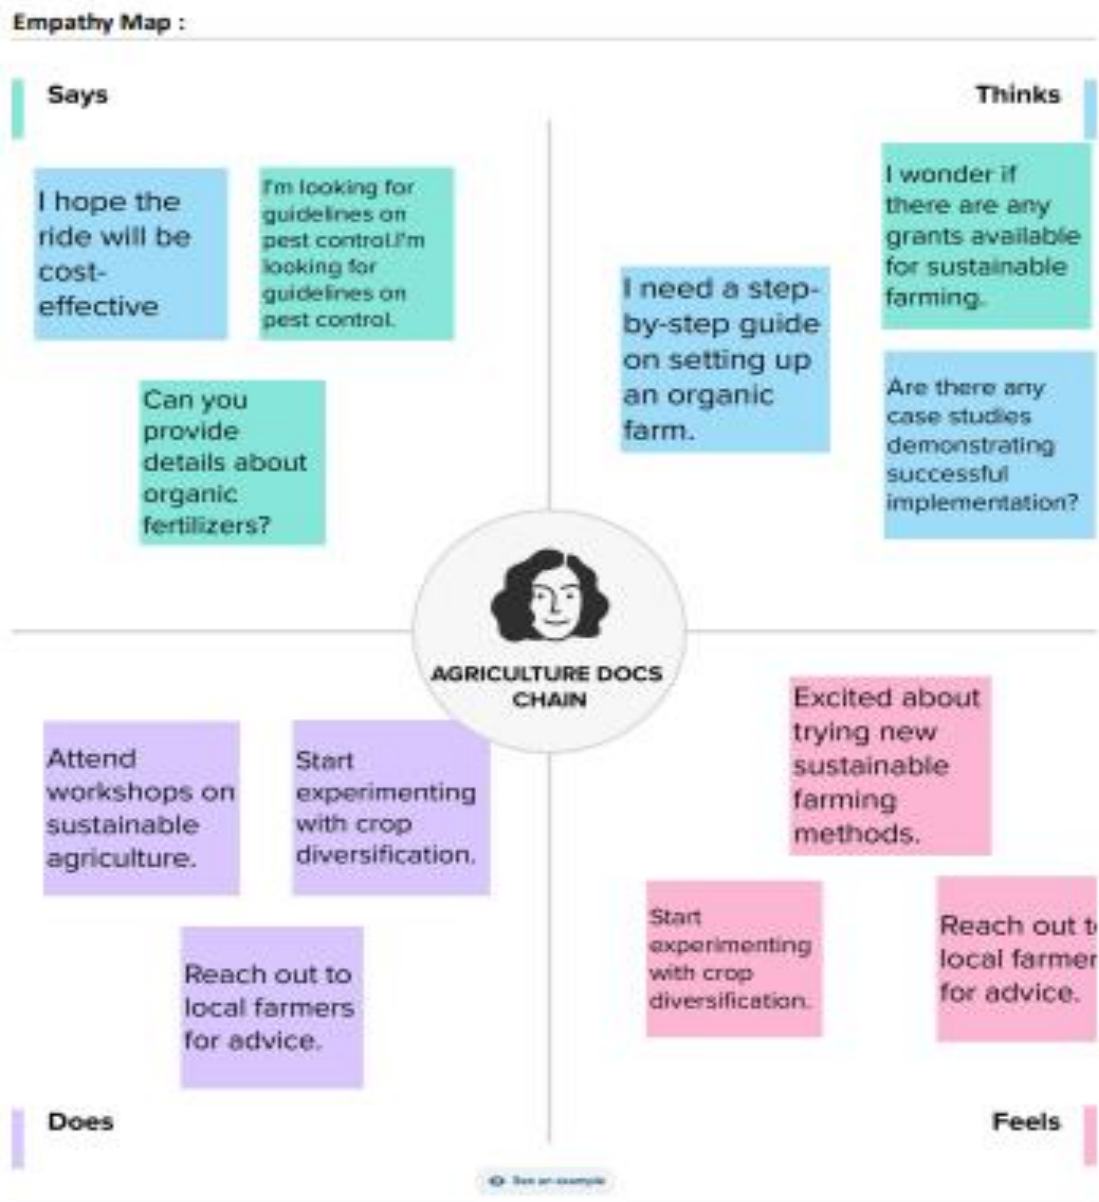 Empathy Map :
Says
Thinks
I hope the
ride will be
cost-
effective
I'm looking for
guidelines on
pest control.I'm
looking for
guidelines on
pest control.
Can you
provide
details about
organic
fertilizers?
I need a step-
by-step guide
on setting up
an organic
farm.
I wonder if
there are any
grants available
for sustainable
farming.
Are there any
case studies
demonstrating
successful
implementation?
AGRICULTURE DOCS
CHAIN
Attend
workshops on
sustainable
agriculture.
Start
experimenting
with crop
diversification.
Reach out to
local farmers
for advice.
Excited about
trying new
sustainable
farming
methods.
Start
experimenting
with crop
diversification.
Reach out t
local farmer
for advice.
Does
Feels
See an example